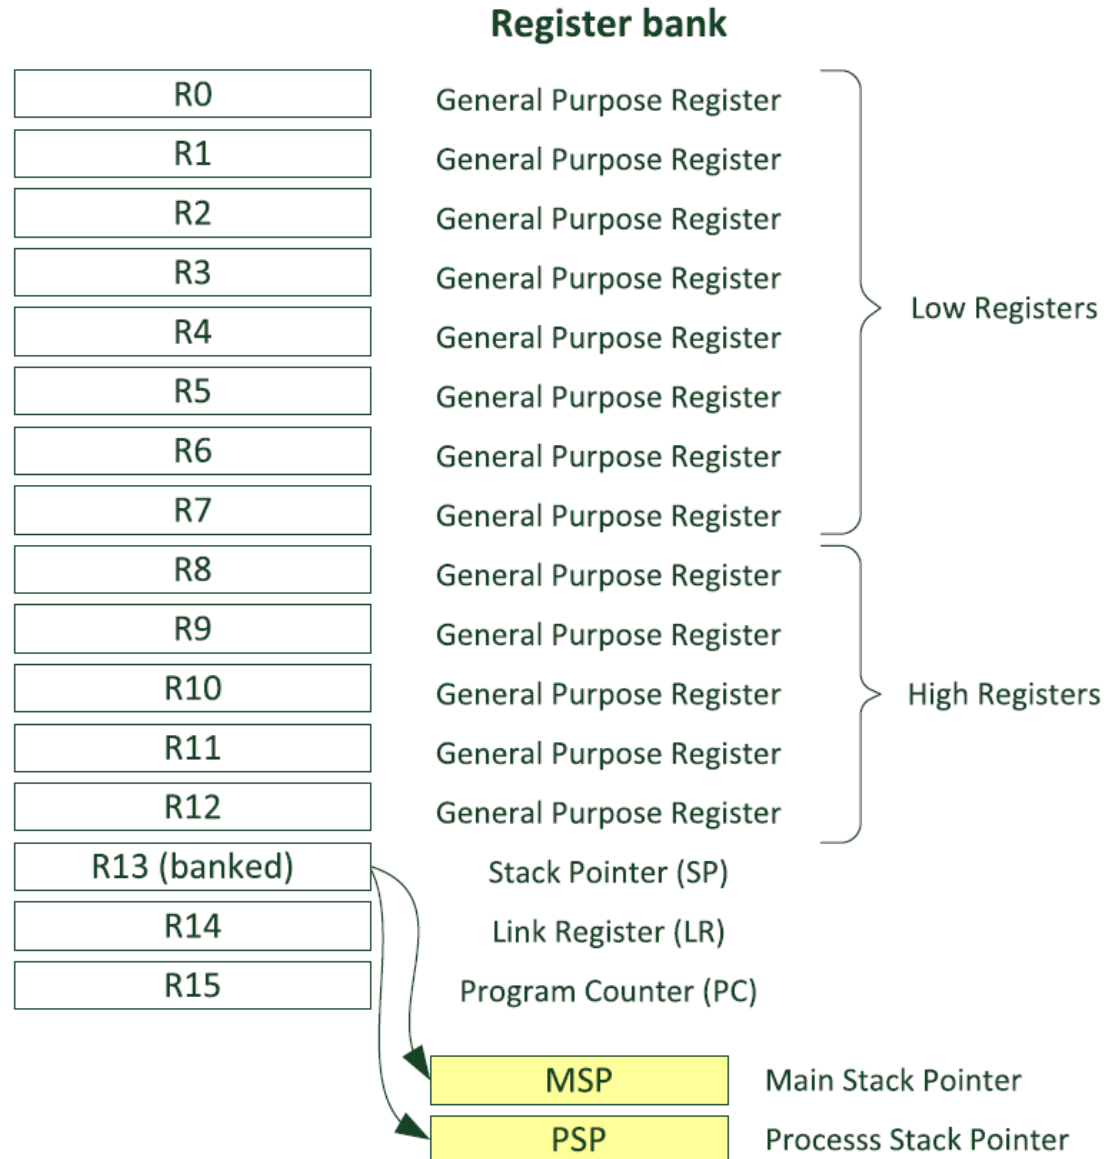 Register bank
R0 General Purpose Register
R1 General Purpose Register
R2 General Purpose Register
R3 General Purpose Register
Low Registers
R4 General Purpose Register
R5 General Purpose Register
R6 General Purpose Register
R7 General Purpose Register
R8 General Purpose Register
R9 General Purpose Register
R10 General Purpose Register High Registers
R11 General Purpose Register
R12 General Purpose Register
R13 (banked) Stack Pointer (SP)
R14 Link Register (LR)
R15 Program Counter (PC)
MSP Main Stack Pointer
PSP Processs Stack Pointer